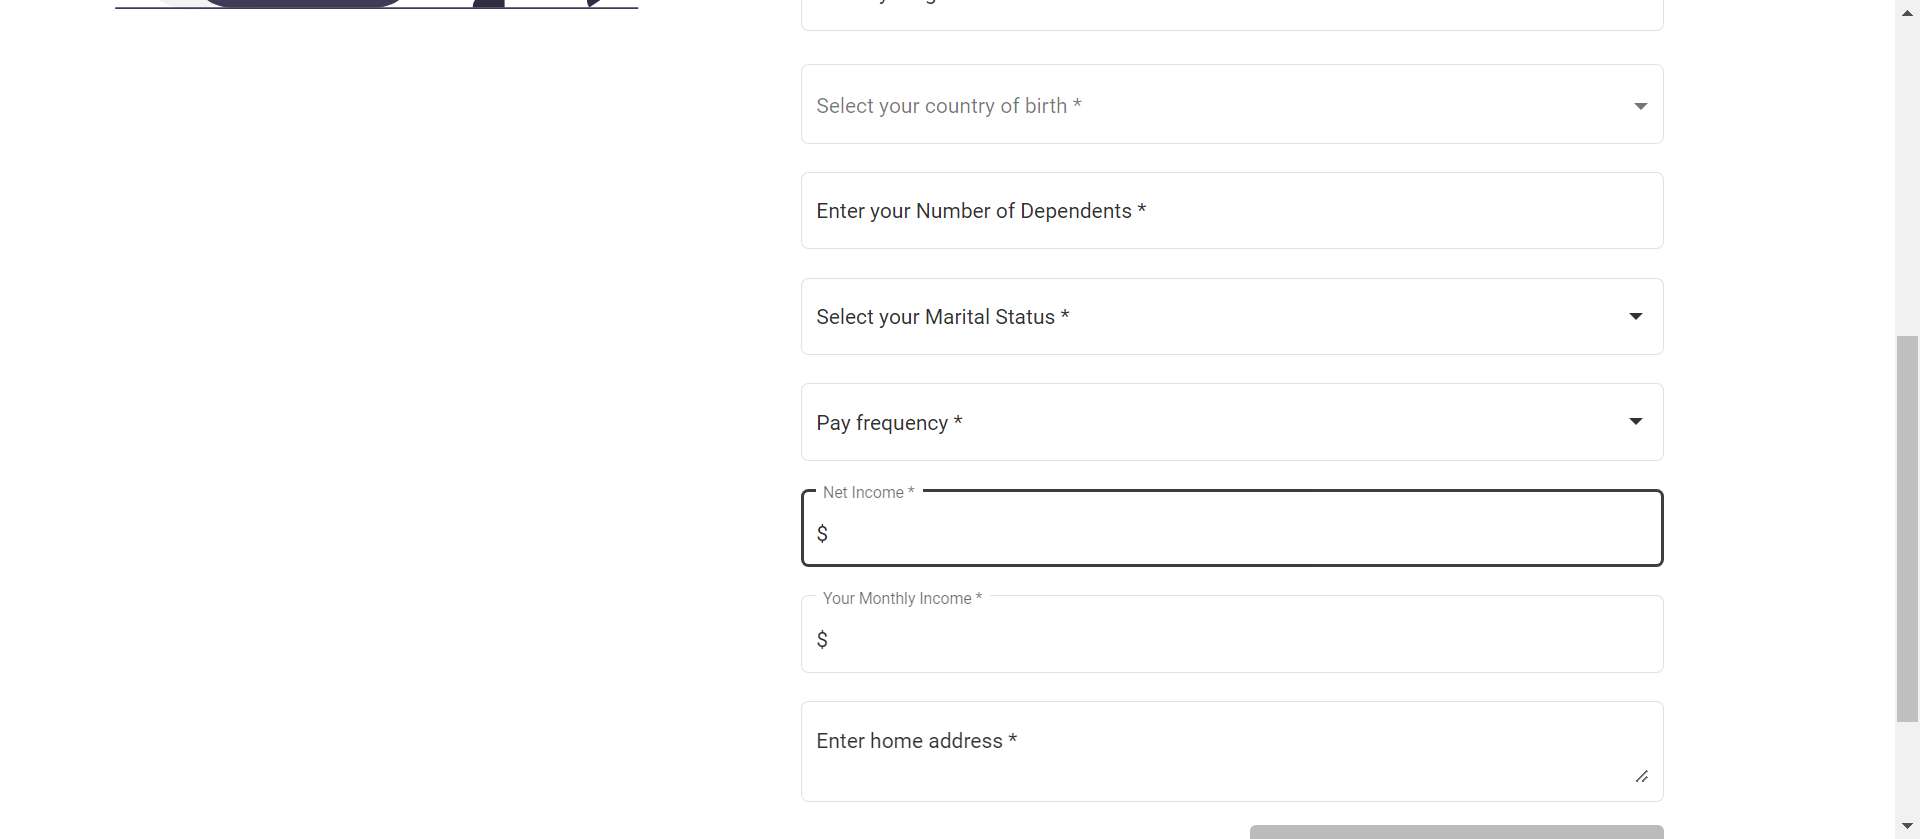 Select your country of birth *
Enter your Number of Dependents *
Select your Marital Status *
Pay frequency *
Net Income *
$
Your Monthly Income *
$
Enter home address *